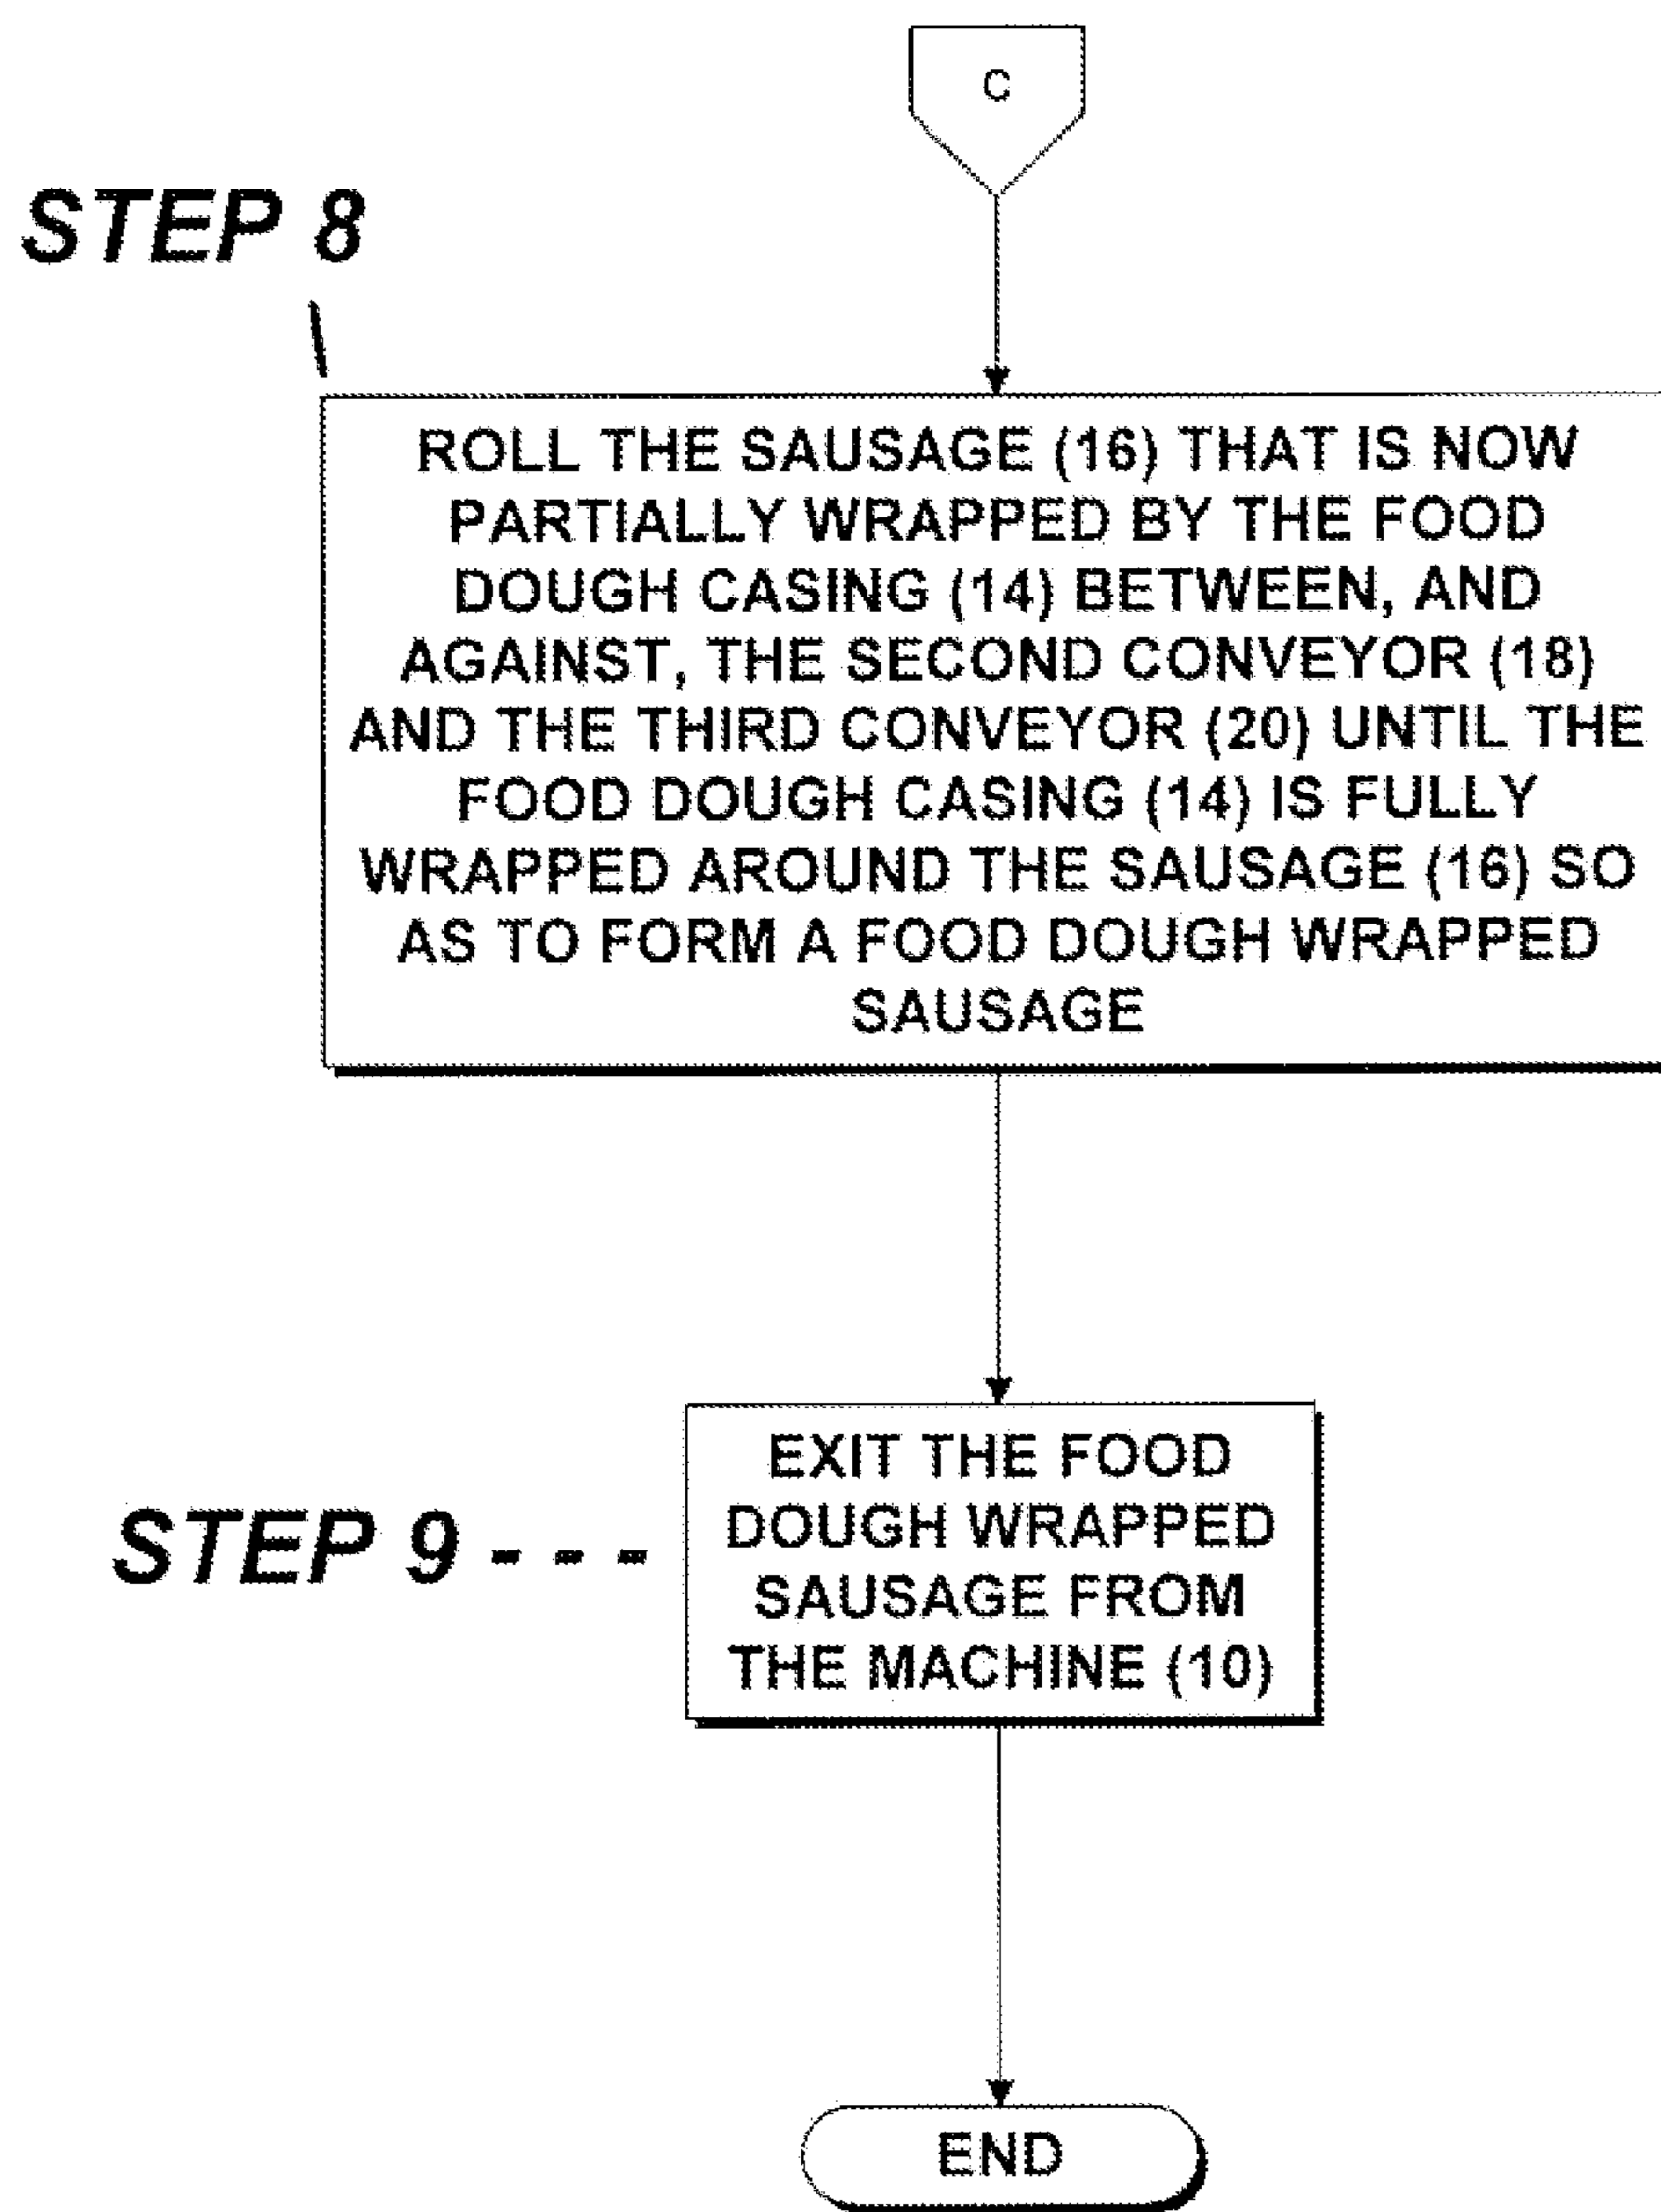 C
STEP 8
ROLL THE SAUSAGE (16) THAT IS NOW
PARTIALLY WRAPPED BY THE FOOD
DOUGH CASING (14) BETWEEN, AND
AGAINST, THE SECOND CONVEYOR (18)
AND THE THIRD CONVEYOR (20) UNTIL THE
FOOD DOUGH CASING (14) IS FULLY
WRAPPED AROUND THE SAUSAGE (16) SO
AS TO FORM A FOOD DOUGH WRAPPED
SAUSAGE
STEP 9 - - -
EXIT THE FOOD
DOUGH WRAPPED
SAUSAGE FROM
THE MACHINE (10)
END